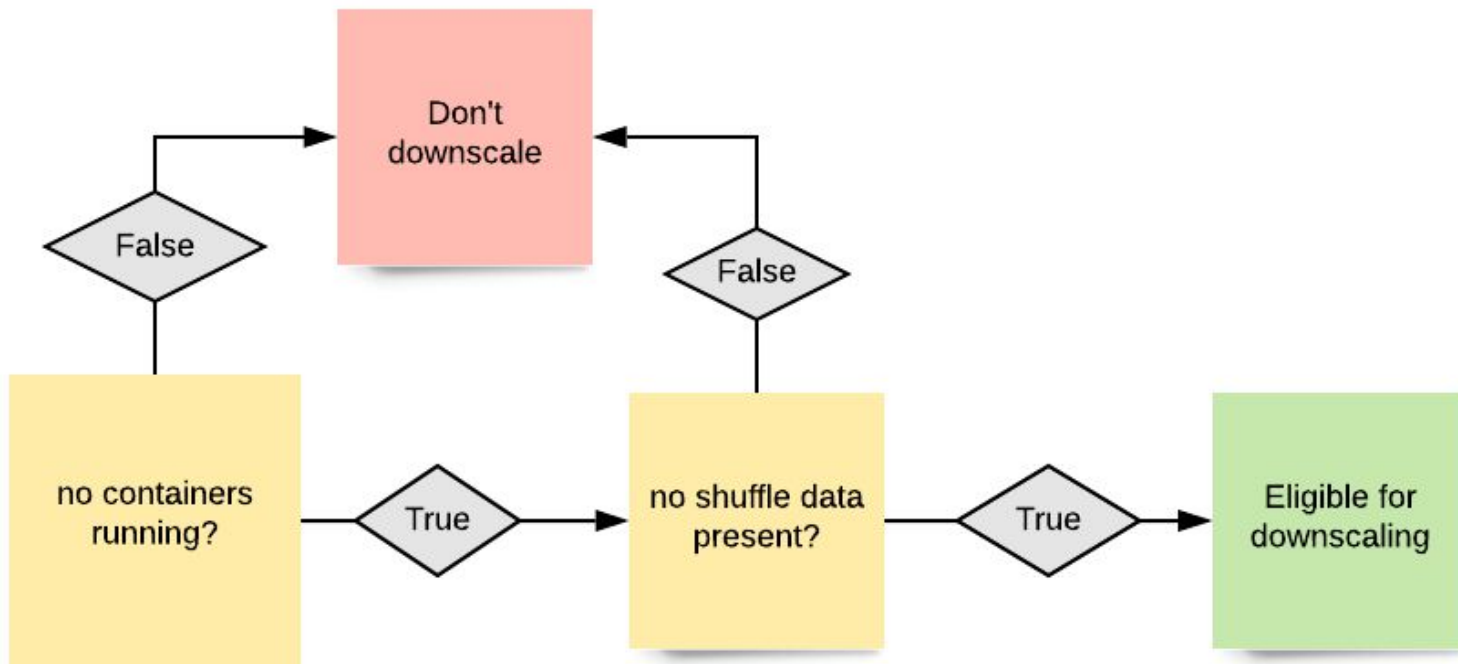 Don't
downscale
False
False
no containers
running?
True
no shuffle data
present?
True
Eligible for
downscaling